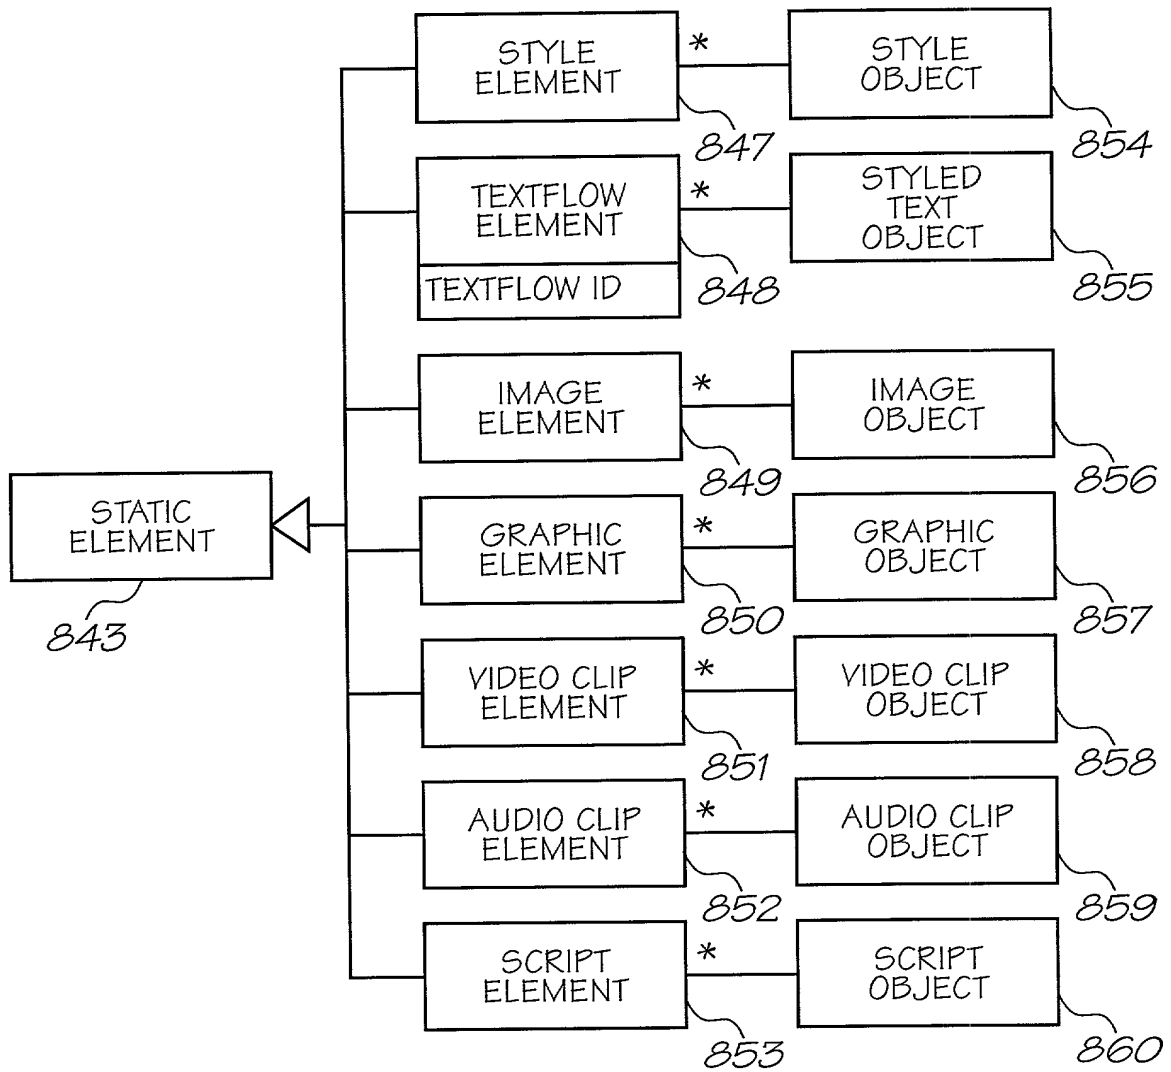 STYLE
ELEMENT
*
STYLE
OBJECT
847
854
TEXTFLOW
ELEMENT
TEXTFLOW ID
*
STYLED
TEXT
OBJECT
848
855
IMAGE
ELEMENT
*
IMAGE
OBJECT
849
856
STATIC
ELEMENT
843
GRAPHIC
ELEMENT
*
GRAPHIC
OBJECT
850
857
VIDEO CLIP
ELEMENT
*
VIDEO CLIP
OBJECT
851
858
AUDIO CLIP
ELEMENT
*
AUDIO CLIP
OBJECT
852
859
SCRIPT
ELEMENT
*
SCRIPT
OBJECT
853
860